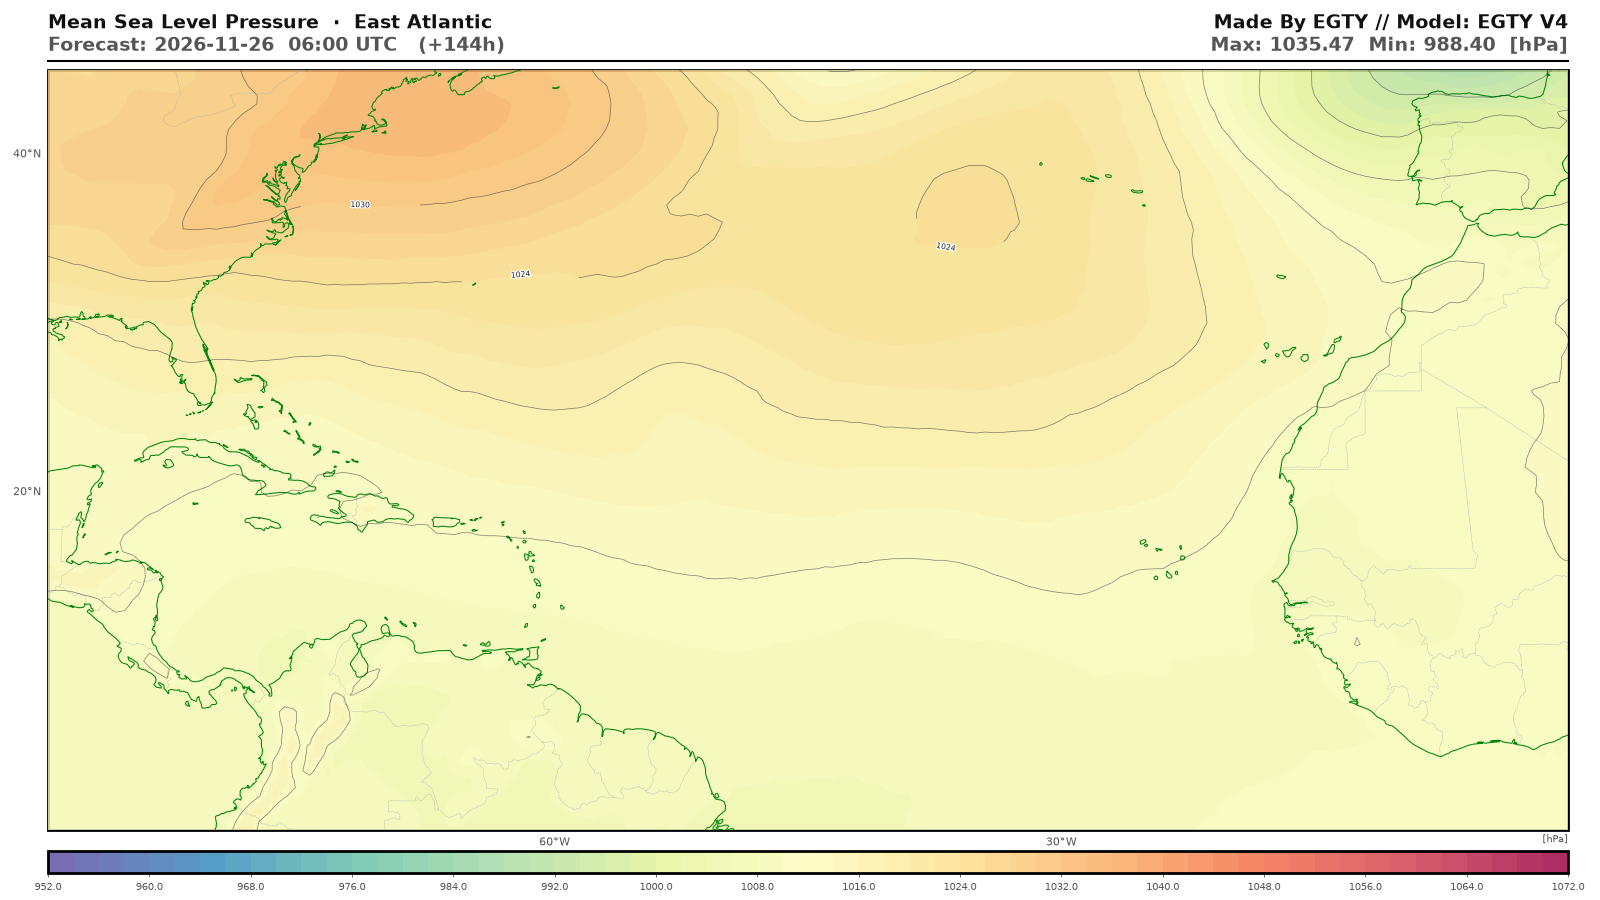 Mean Sea Level Pressure · East Atlantic
Made By EGTY // Model: EGTY V4
Forecast: 2026-11-26 06:00 UTC (+144h)
Max: 1035.47 Min: 988.40 [hPa]
40°N
1030
1024
1024
20°N
60°W
30°W
[hPa]
952.0 960.0 968.0 976.0 984.0 992.0 1000.0 1008.0 1016.0 1024.0 1032.0 1040.0 1048.0 1056.0 1064.0 1072.0